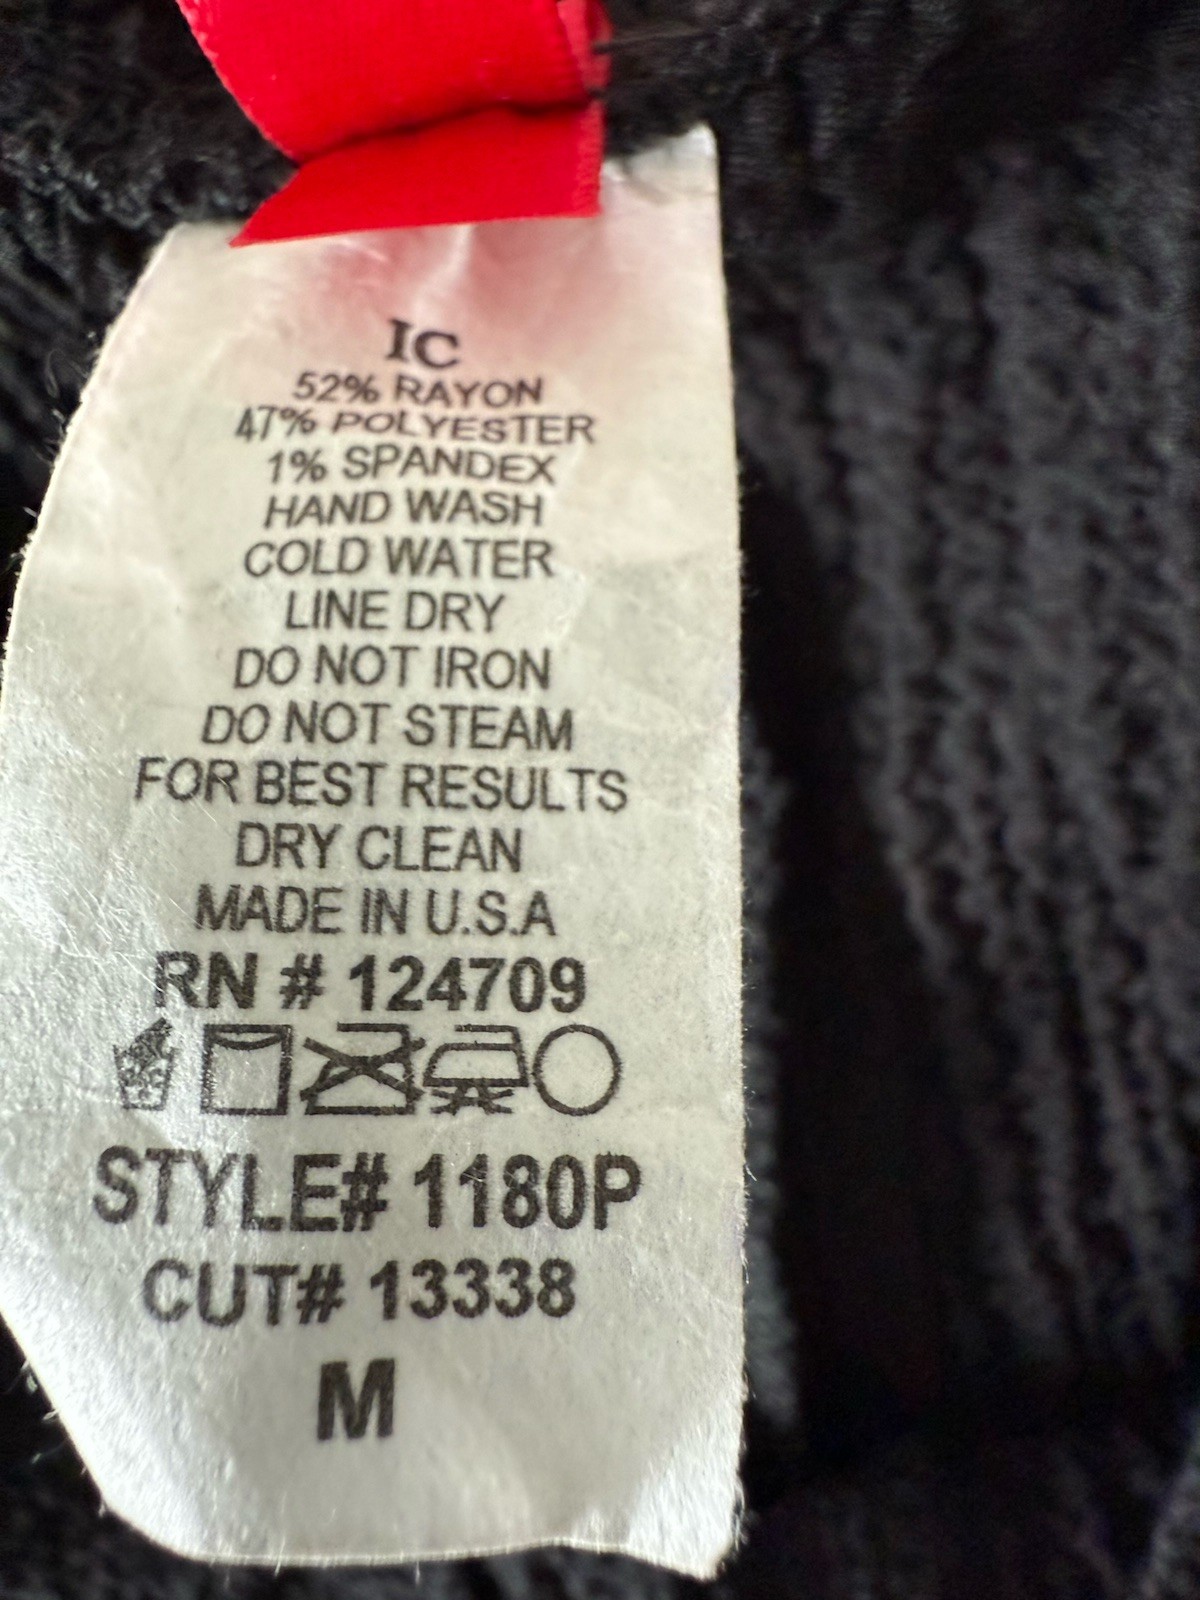 IC
52% RAYON
47% POLYESTER
1% SPANDEX
HAND WASH
COLD WATER
LINE DRY
DO NOT IRON
DO NOT STEAM
FOR BEST RESULTS
DRY CLEAN
MADE IN U.S.A
RN # 124709
STYLE# 1180P
CUT# 13338
M